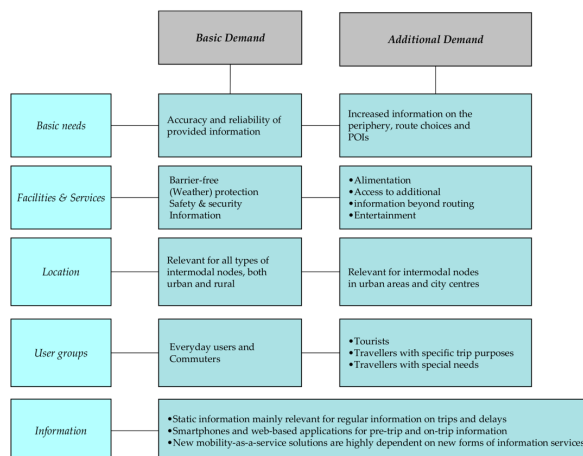 Basic Demand
Additional Demand
Basic needs
Accuracy and reliability of
provided information
Increased information on the
periphery, route choices and
POIs
Facilities & Services
Barrier-free
(Weather) protection
Safety & security
Information
•Alimentation
•Access to additional
•information beyond routing
•Entertainment
Location
Relevant for all types of
intermodal nodes, both
urban and rural
Relevant for intermodal nodes
in urban areas and city centres
User groups
Everyday users and
Commuters
•Tourists
•Travellers with specific trip purposes
•Travellers with special needs
Information
•Static information mainly relevant for regular information on trips and delays
•Smartphones and web-based applications for pre-trip and on-trip information
•New mobility-as-a-service solutions are highly dependent on new forms of information services